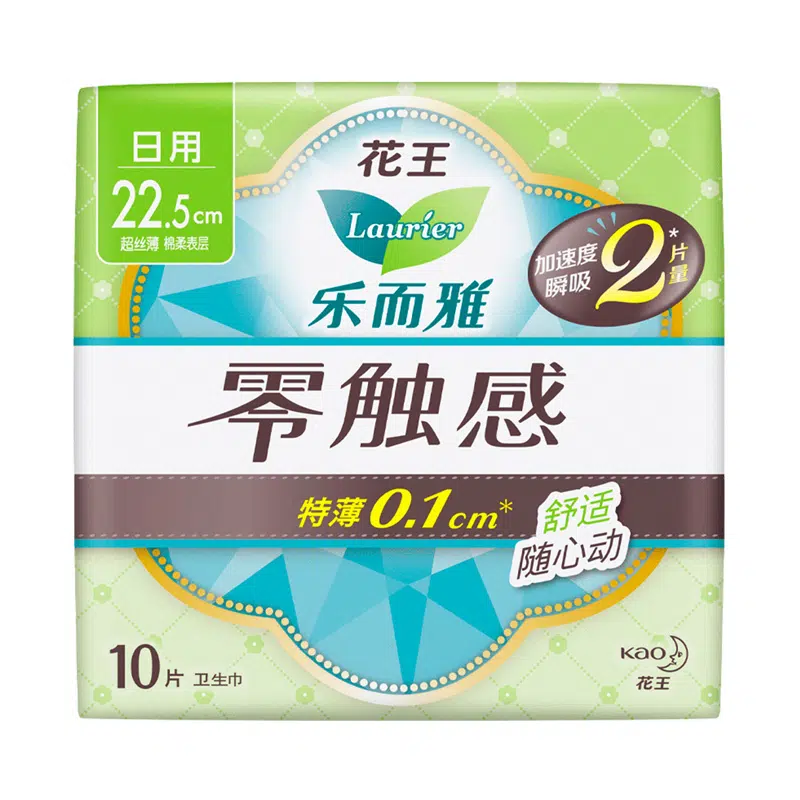 日用
22.5cm
超丝薄 棉柔表层
花王
Laurier
乐而雅
加速度
瞬吸
2*片量
零触感
特薄0.1cm*
舒适
随心动
10片 卫生巾
Kao
花王